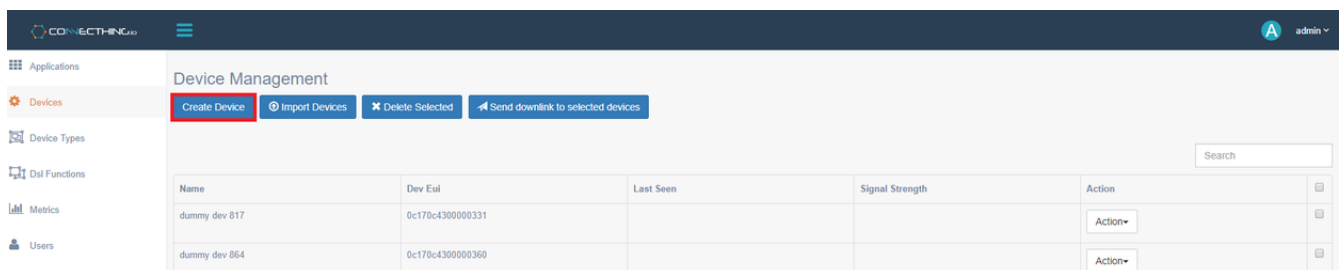 CONNECTHING.IO
A admin
Applications
Devices
Device Types
Dsl Functions
Metrics
Users
Device Management
Create Device Import Devices Delete Selected Send downlink to selected devices
Search
Name Dev Eui Last Seen Signal Strength Action
dummy dev 817 0c170c4300000331 Action
dummy dev 864 0c170c4300000360 Action